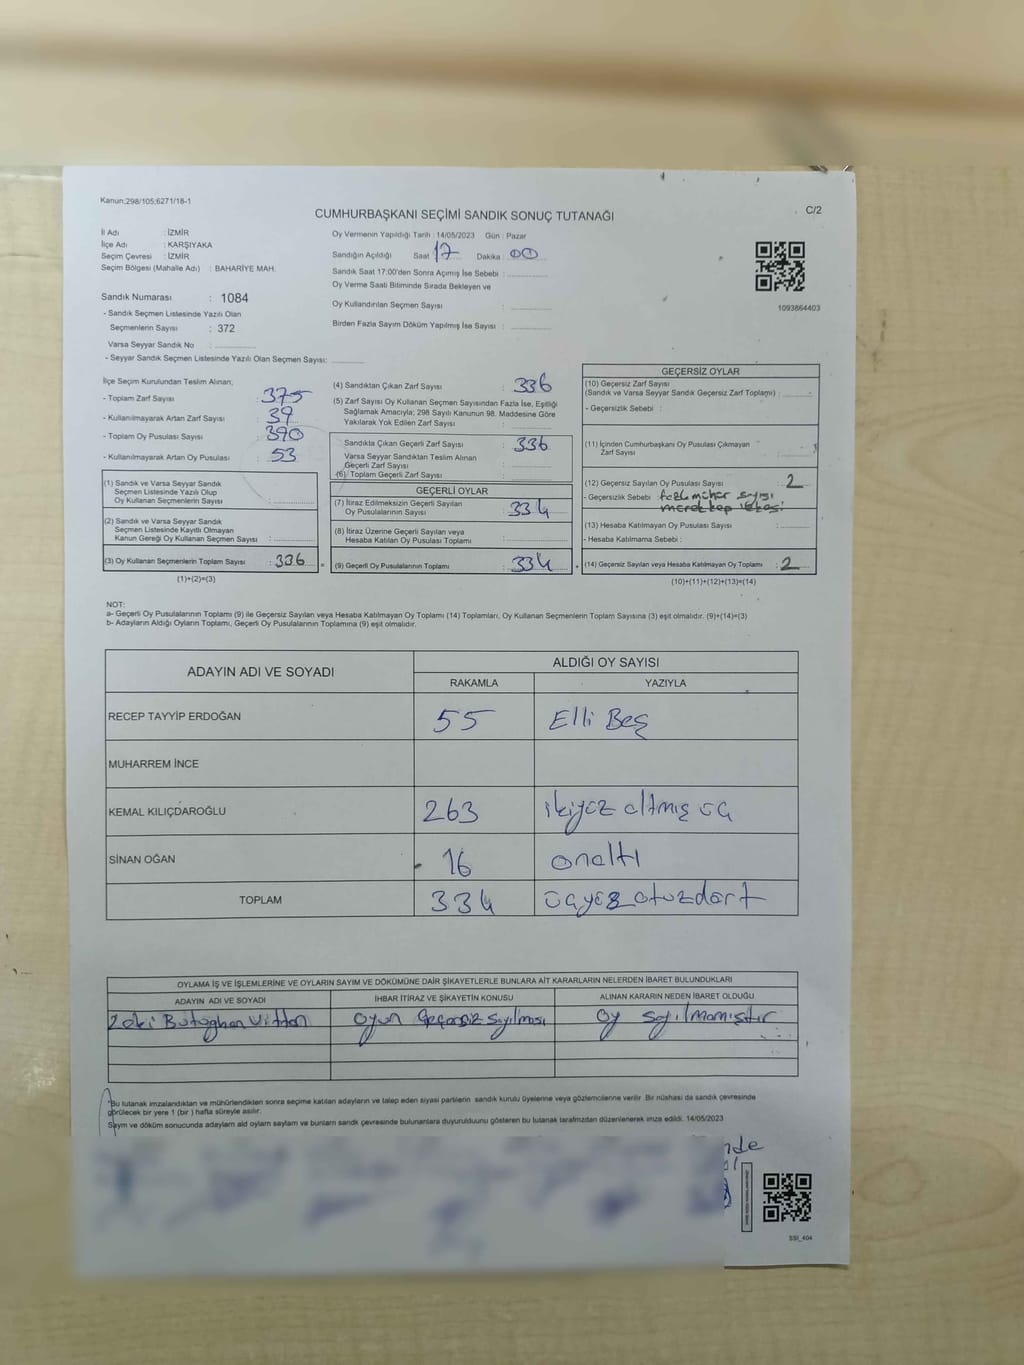 Kanun;298/105;6271/18-1
C/2
CUMHURBAŞKANI SEÇİMİ SANDIK SONUÇ TUTANAĞI
İl Adı : İZMİR
İlçe Adı : KARŞIYAKA
Seçim Çevresi : İZMİR
Seçim Bölgesi (Mahalle Adı) : BAHARİYE MAH.
Sandık Numarası : 1084
- Sandık Seçmen Listesinde Yazılı Olan
Seçmenlerin Sayısı : 372
Varsa Seyyar Sandık No :
- Seyyar Sandık Seçmen Listesinde Yazılı Olan Seçmen Sayısı:
Oy Vermenin Yapıldığı Tarih : 14/05/2023 Gün : Pazar
Sandığın Açıldığı Saat 17 Dakika : 00
Sandık Saat 17:00'den Sonra Açılmış İse Sebebi :
Oy Verme Saati Bitiminde Sırada Bekleyen ve
Oy Kullandırılan Seçmen Sayısı :
Birden Fazla Sayım Döküm Yapılmış İse Sayısı :
1093864403
İlçe Seçim Kurulundan Teslim Alınan;
- Toplam Zarf Sayısı : 375
- Kullanılmayarak Artan Zarf Sayısı : 39
- Toplam Oy Pusulası Sayısı : 390
- Kullanılmayarak Artan Oy Pusulası : 53
(1) Sandık ve Varsa Seyyar Sandık
Seçmen Listesinde Yazılı Olup
Oy Kullanan Seçmenlerin Sayısı :
(2) Sandık ve Varsa Seyyar Sandık
Seçmen Listesinde Kayıtlı Olmayan
Kanun Gereği Oy Kullanan Seçmen Sayısı :
(3) Oy Kullanan Seçmenlerin Toplam Sayısı : 336
(1)+(2)=(3)
(4) Sandıktan Çıkan Zarf Sayısı : 336
(5) Zarf Sayısı Oy Kullanan Seçmen Sayısından Fazla İse, Eşitliği
Sağlamak Amacıyla; 298 Sayılı Kanunun 98. Maddesine Göre
Yakılarak Yok Edilen Zarf Sayısı :
Sandıkta Çıkan Geçerli Zarf Sayısı : 336
Varsa Seyyar Sandıktan Teslim Alınan
Geçerli Zarf Sayısı :
(6) Toplam Geçerli Zarf Sayısı :
GEÇERLİ OYLAR
(7) İtiraz Edilmeksizin Geçerli Sayılan
Oy Pusulalarının Sayısı : 334
(8) İtiraz Üzerine Geçerli Sayılan veya
Hesaba Katılan Oy Pusulası Toplamı :
(9) Geçerli Oy Pusulalarının Toplamı : 334
GEÇERSİZ OYLAR
(10) Geçersiz Zarf Sayısı
(Sandık ve Varsa Seyyar Sandık Geçersiz Zarf Toplamı) :
- Geçersizlik Sebebi :
(11) İçinden Cumhurbaşkanı Oy Pusulası Çıkmayan
Zarf Sayısı :
(12) Geçersiz Sayılan Oy Pusulası Sayısı : 2
- Geçersizlik Sebebi : fazla mühür sayısı
mürekkep lekesi
(13) Hesaba Katılmayan Oy Pusulası Sayısı :
- Hesaba Katılmama Sebebi :
(14) Geçersiz Sayılan veya Hesaba Katılmayan Oy Toplamı : 2
(10)+(11)+(12)+(13)=(14)
NOT:
a- Geçerli Oy Pusulalarının Toplamı (9) ile Geçersiz Sayılan veya Hesaba Katılmayan Oy Toplamı (14) Toplamları, Oy Kullanan Seçmenlerin Toplam Sayısına (3) eşit olmalıdır. (9)+(14)=(3)
b- Adayların Aldığı Oyların Toplamı, Geçerli Oy Pusulalarının Toplamına (9) eşit olmalıdır.
ADAYIN ADI VE SOYADI
ALDIĞI OY SAYISI
RAKAMLA YAZIYLA
RECEP TAYYİP ERDOĞAN 55 Elli Beş
MUHARREM İNCE
KEMAL KILIÇDAROĞLU 263 ikiyüz altmış üç
SİNAN OĞAN 16 onaltı
TOPLAM 334 üçyüz otuzdört
OYLAMA İŞ VE İŞLEMLERİNE VE OYLARIN SAYIM VE DÖKÜMÜNE DAİR ŞİKAYETLERLE BUNLARA AİT KARARLARIN NELERDEN İBARET BULUNDUKLARI
ADAYIN ADI VE SOYADI İHBAR İTİRAZ VE ŞİKAYETİN KONUSU ALINAN KARARIN NEDEN İBARET OLDUĞU
Zeki oyun Geçersiz Sayılması oy sayılmamıştır
Bu tutanak imzalandıktan ve mühürlendikten sonra seçime katılan adayların ve talep eden siyasi partilerin sandık kurulu üyelerine veya gözlemcilerine verilir. Bir nüshası da sandık çevresinde
görülecek bir yere 1 (bir) hafta süreyle asılır.
Sayım ve döküm sonucunda adayların ald oyların sayılam ve bunların sandık çevresinde bulunanlara duyurulduunu gösteren bu tutanak tarafımzdan düzenlenerek imza edildi. 14/05/2023
SSI_404